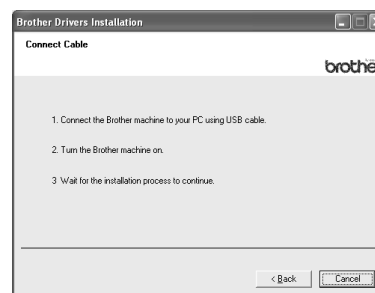 Brother Drivers Installation
Connect Cable
1. Connect the Brother machine to your PC using USB cable.
2. Turn the Brother machine on.
3 Wait for the installation process to continue.
< Back
Cancel